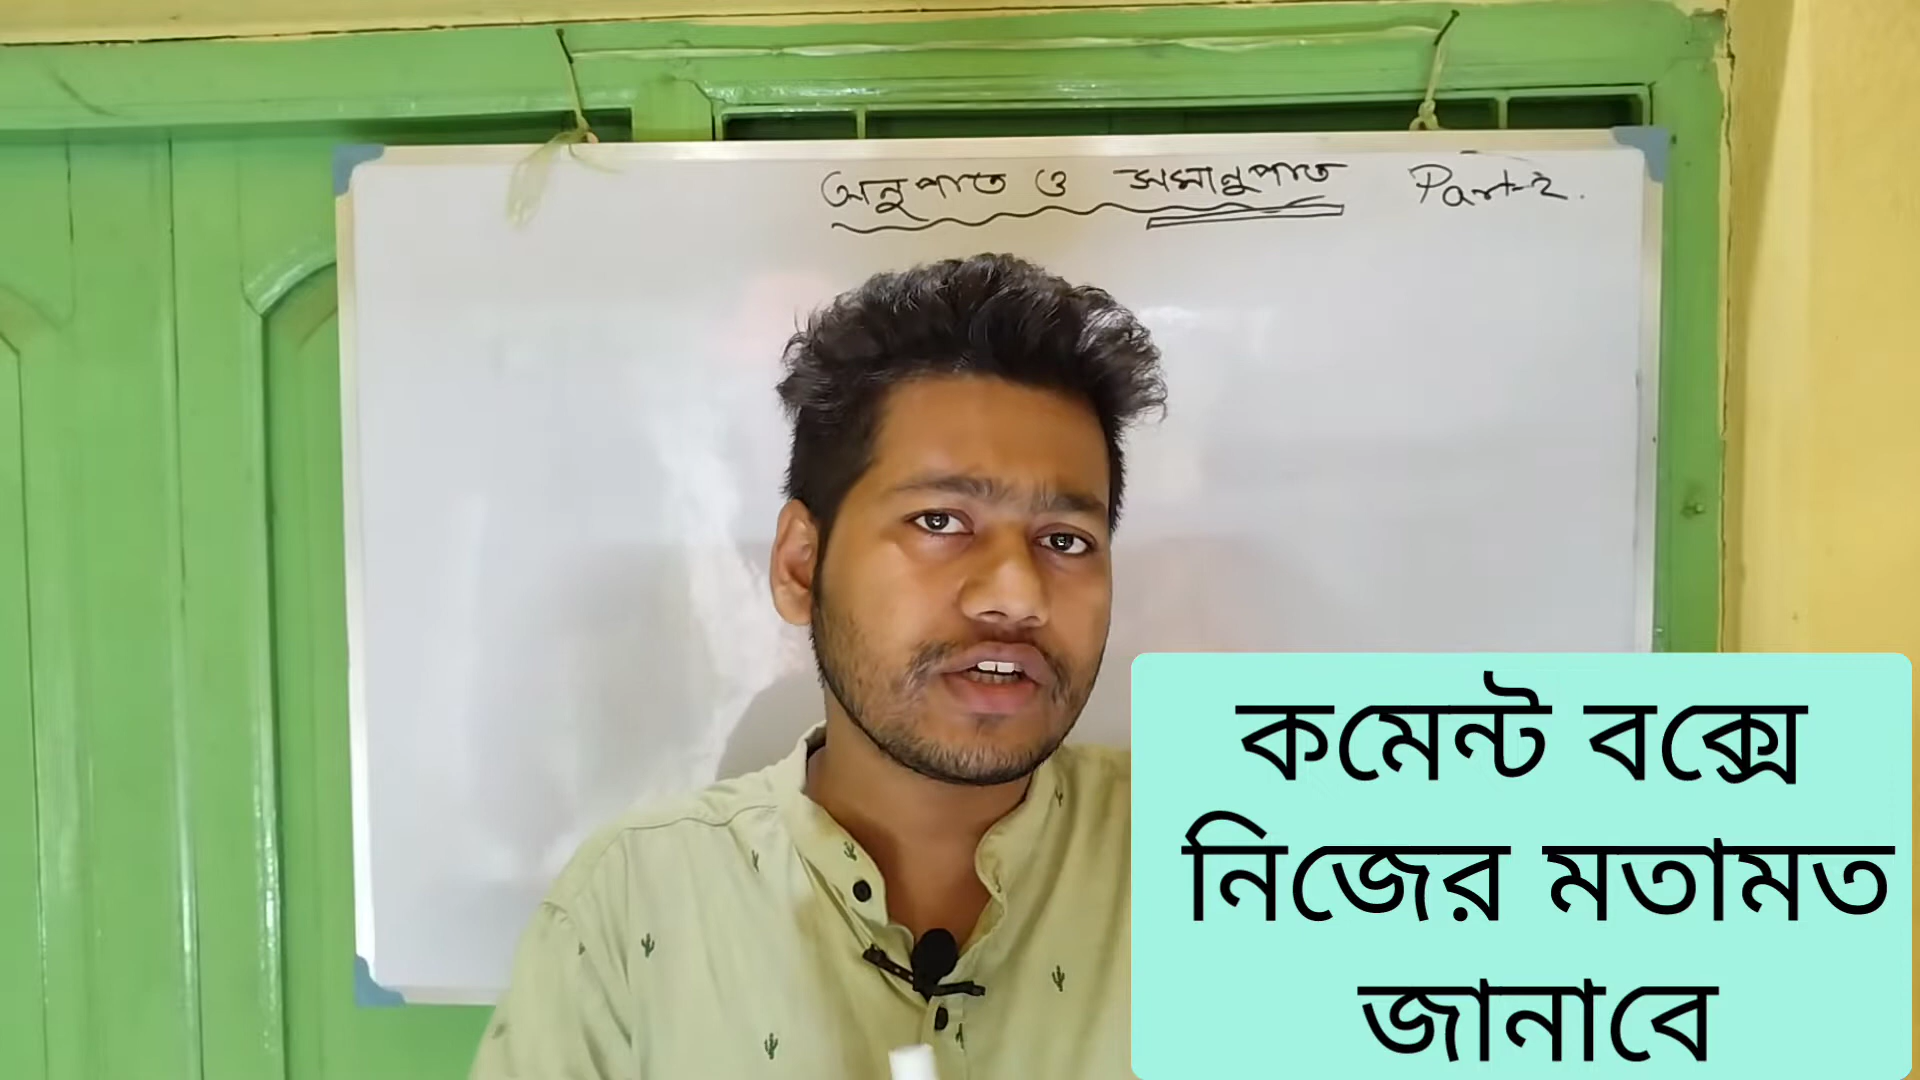 অনুপাত ও সমানুপাত Part-2.
কমেন্ট বক্সে
নিজের মতামত
জানাবে